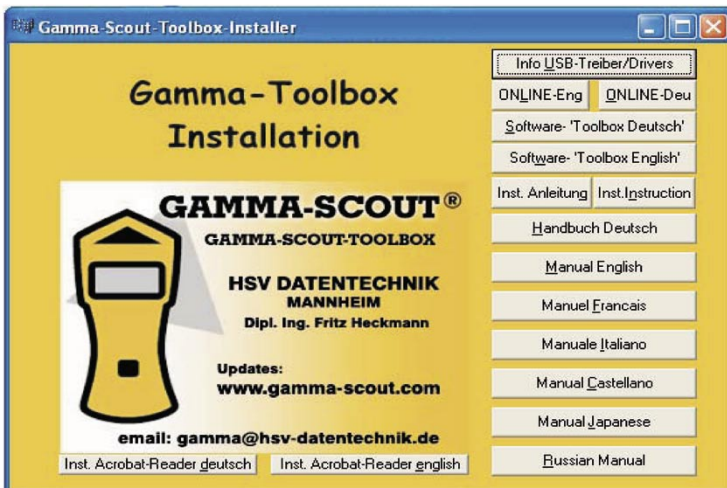 Gamma-Scout-Toolbox-Installer
Gamma-Toolbox
Installation
GAMMA-SCOUT®
GAMMA-SCOUT-TOOLBOX
HSV DATENTECHNIK
MANNHEIM
Dipl. Ing. Fritz Heckmann
Updates:
www.gamma-scout.com
email: gamma@hsv-datentechnik.de
Inst. Acrobat-Reader deutsch
Inst. Acrobat-Reader english
Info USB-Treiber/Drivers
ONLINE-Eng
ONLINE-Deu
Software- 'Toolbox Deutsch'
Software- 'Toolbox English'
Inst. Anleitung
Inst.Instruction
Handbuch Deutsch
Manual English
Manuel Francais
Manuale Italiano
Manual Castellano
Manual Japanese
Russian Manual